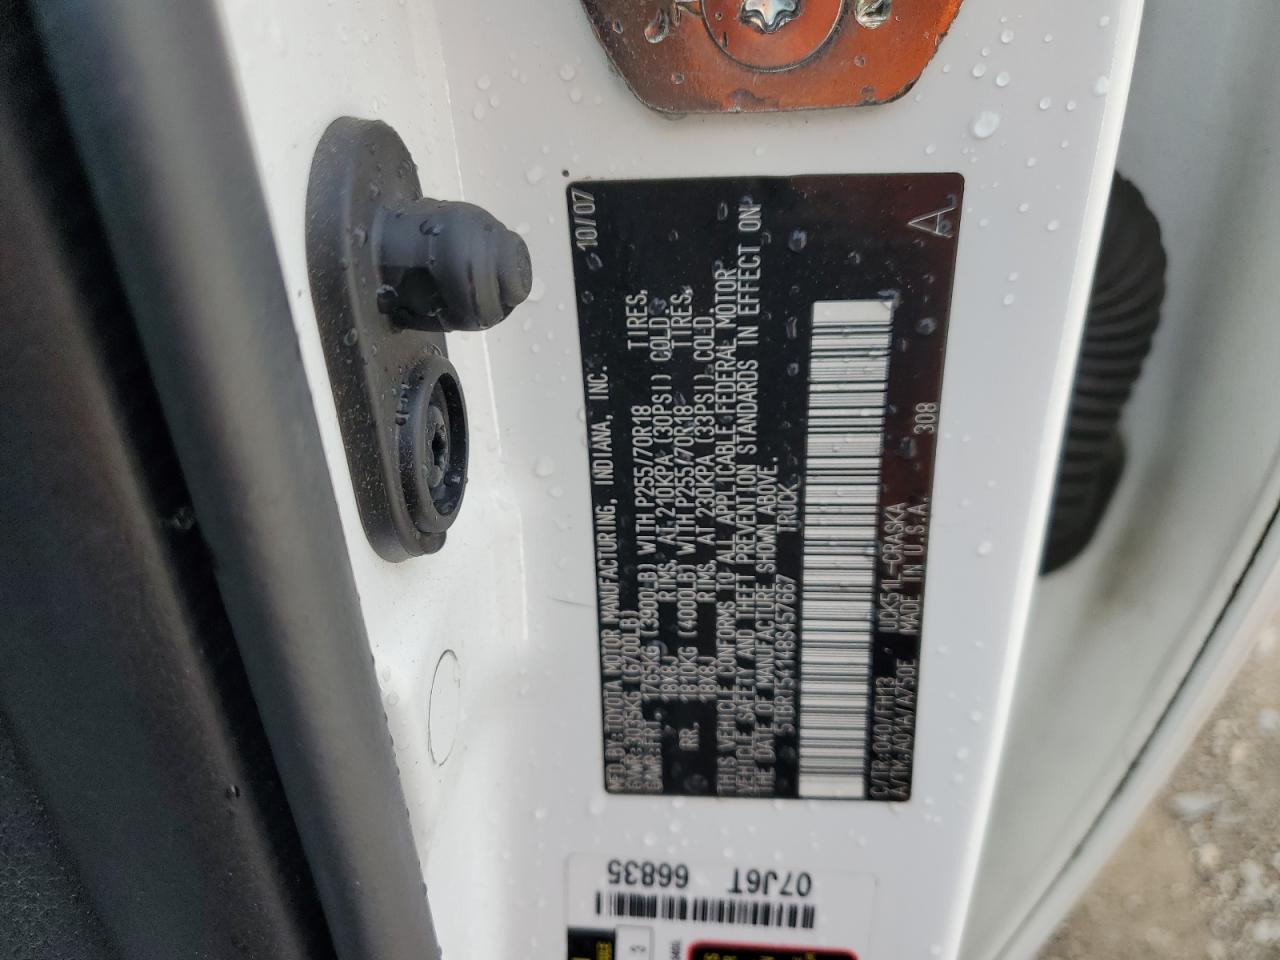 MFD.BY:TOYOTA MOTOR MANUFACTURING, INDIANA, INC. 10/07
GVWR:3035KG (6700LB)
GAWR:FRT. 1765KG (3900LB) WITH P255/70R18 TIRES,
18X8J RIMS, AT 210KPA (30PSI) COLD.
RR. 1810KG (4000LB) WITH P255/70R18 TIRES,
18X8J RIMS, AT 230KPA (33PSI) COLD.
THIS VEHICLE CONFORMS TO ALL APPLICABLE FEDERAL MOTOR
VEHICLE SAFETY AND THEFT PREVENTION STANDARDS IN EFFECT ON
THE DATE OF MANUFACTURE SHOWN ABOVE.
5TBRT54148S457667 TRUCK
C/TR:040/FH13 UCK51L-CRASKA 308 A
A/TM:A01A/A750E MADE IN U.S.A.
07J6T 66835
3